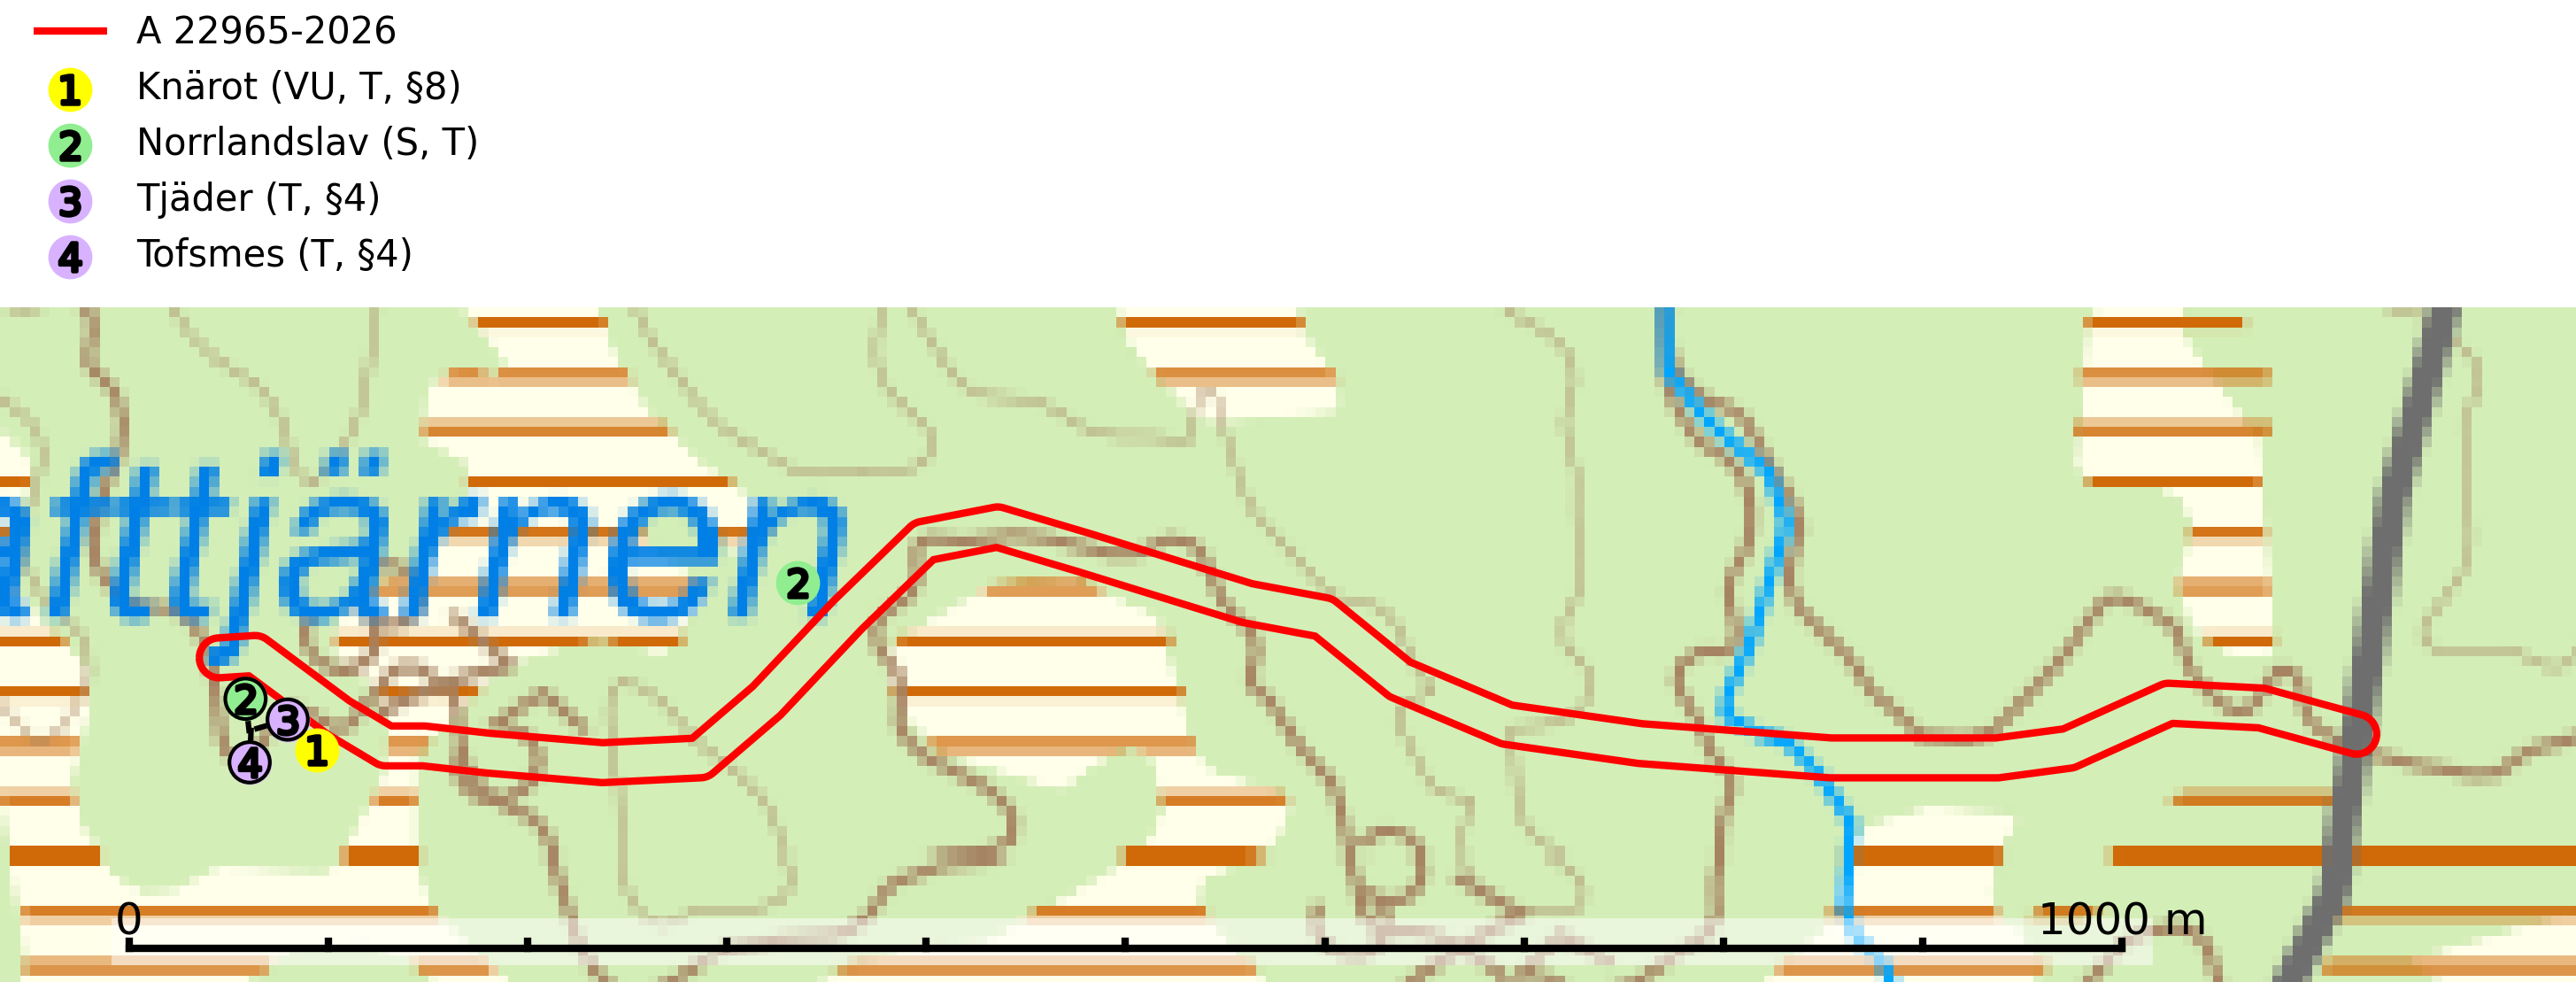 A 22965-2026
1 Knärot (VU, T, §8)
2 Norrlandslav (S, T)
3 Tjäder (T, §4)
4 Tofsmes (T, §4)
fttjärnen
2
2
3
1
4
0 1000 m